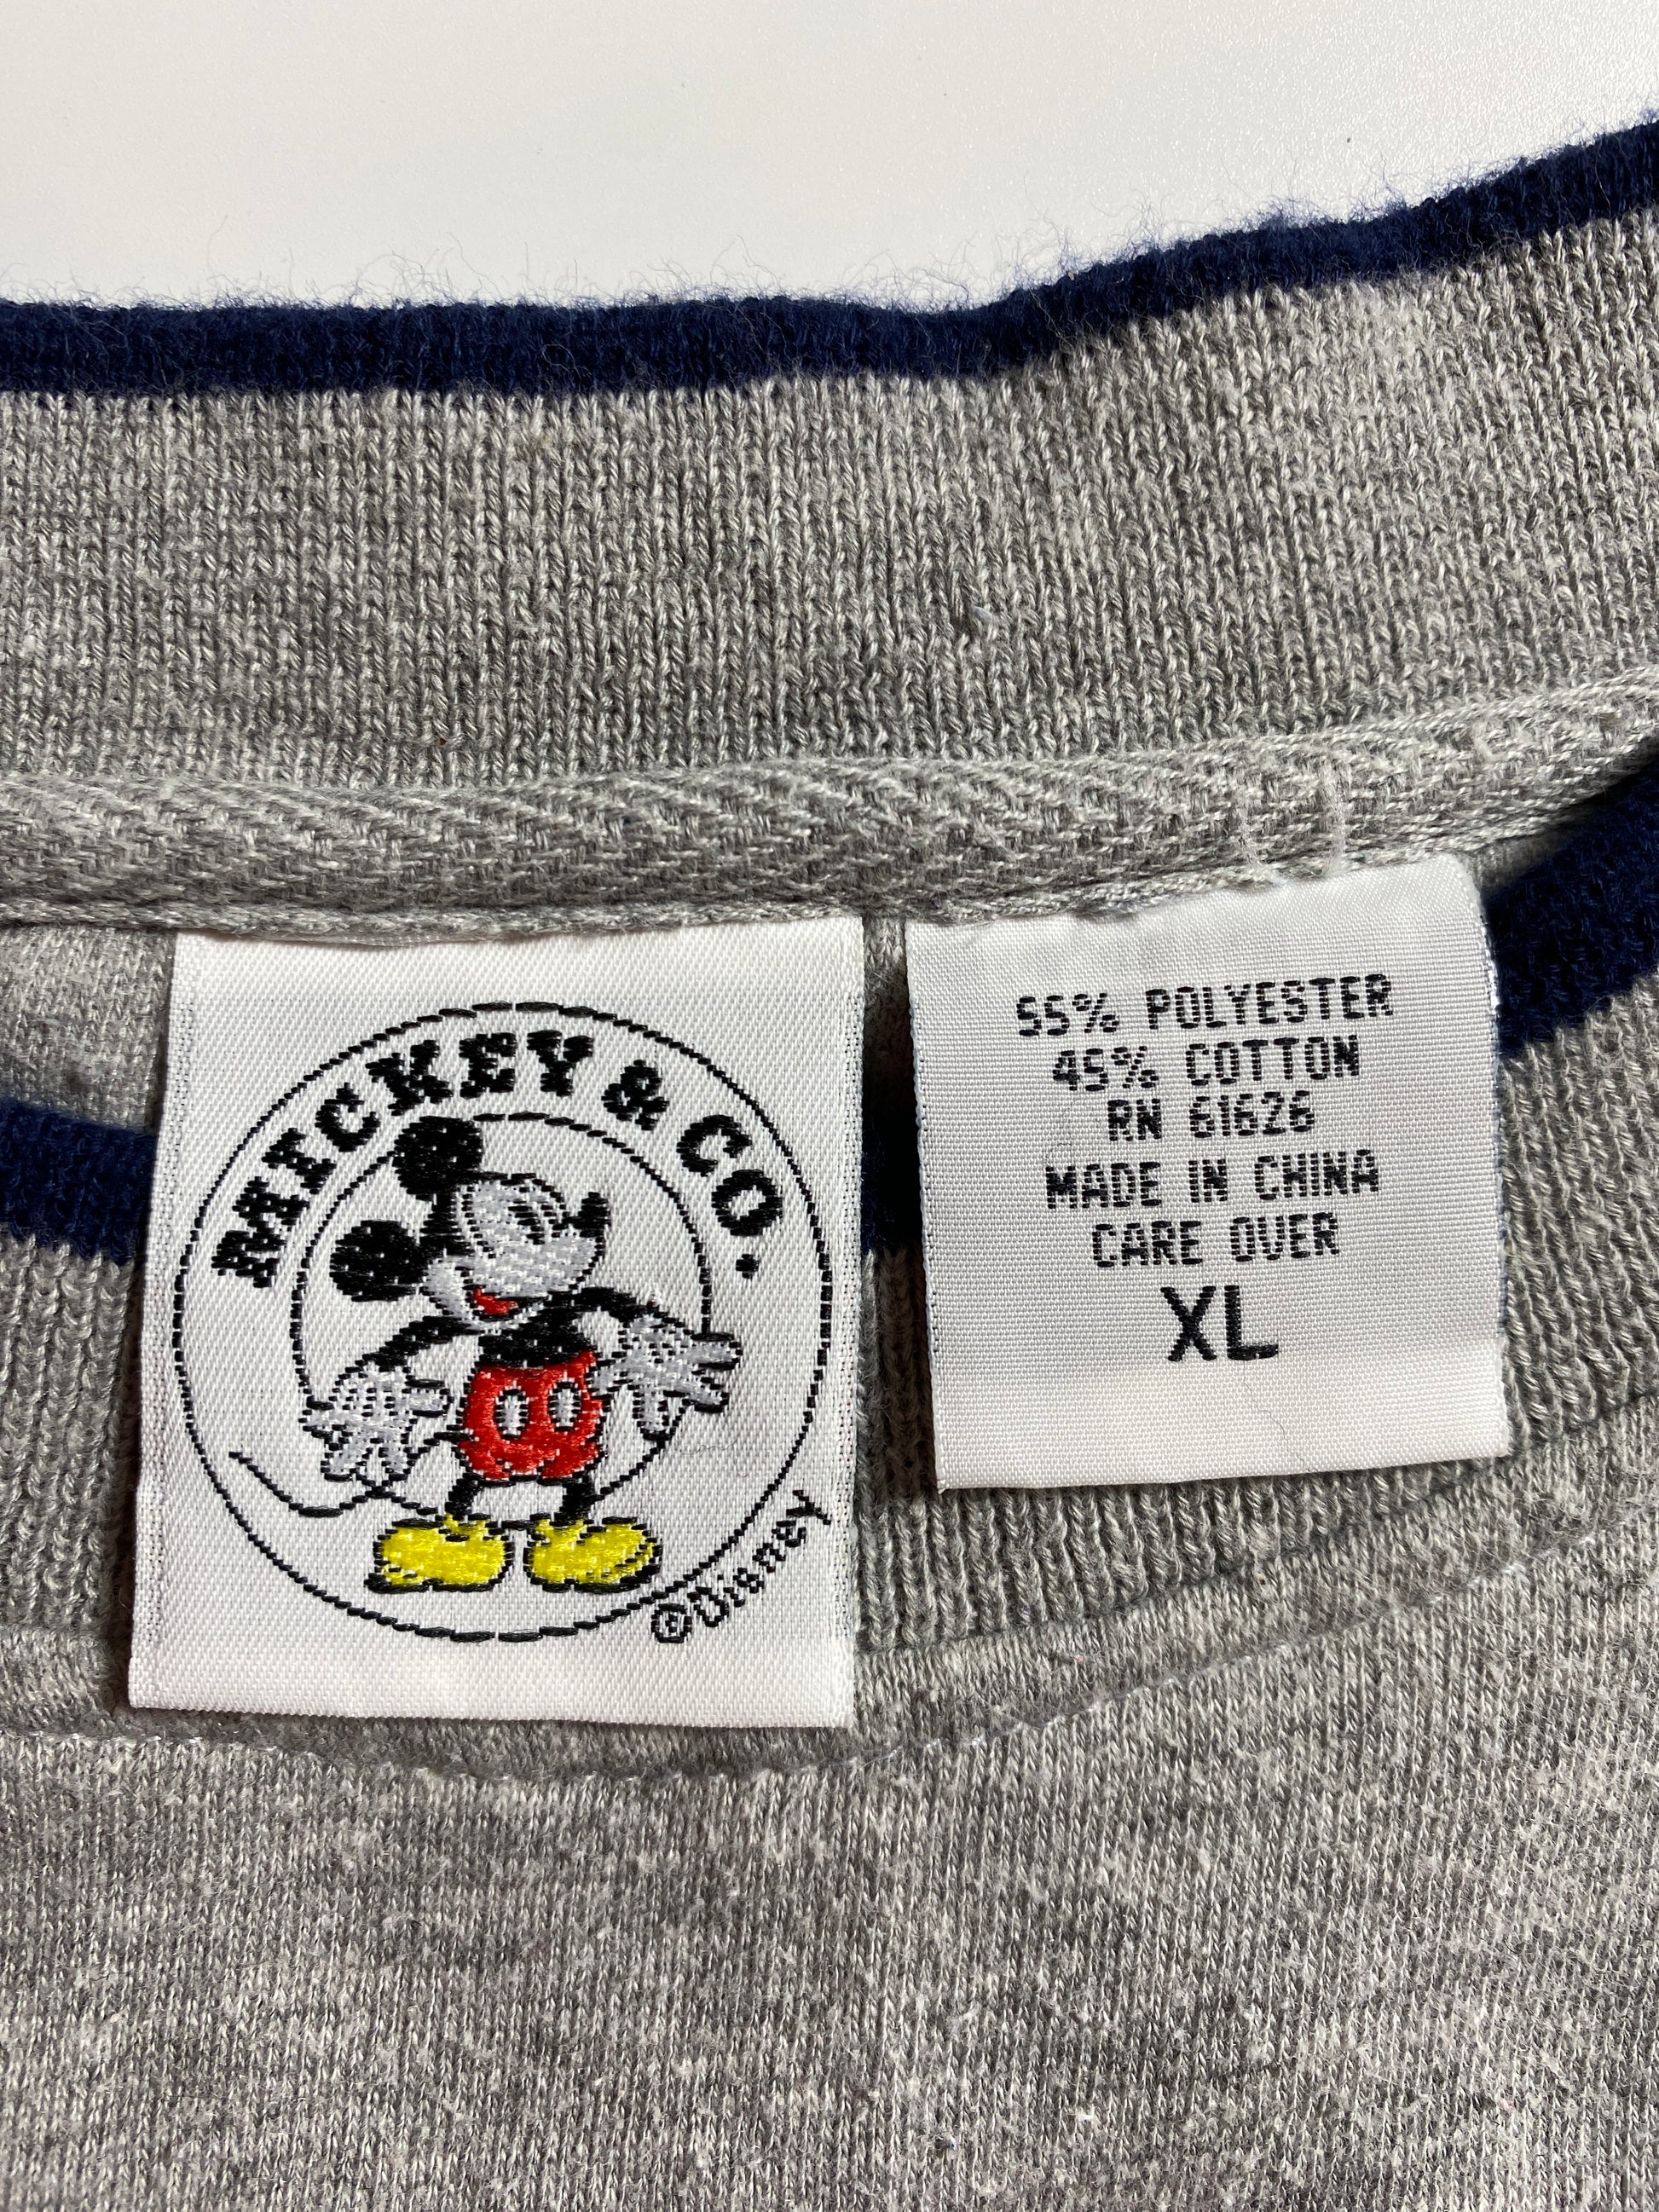 MICKEY & CO.
©Disney
55% POLYESTER
45% COTTON
RN 61626
MADE IN CHINA
CARE OVER
XL